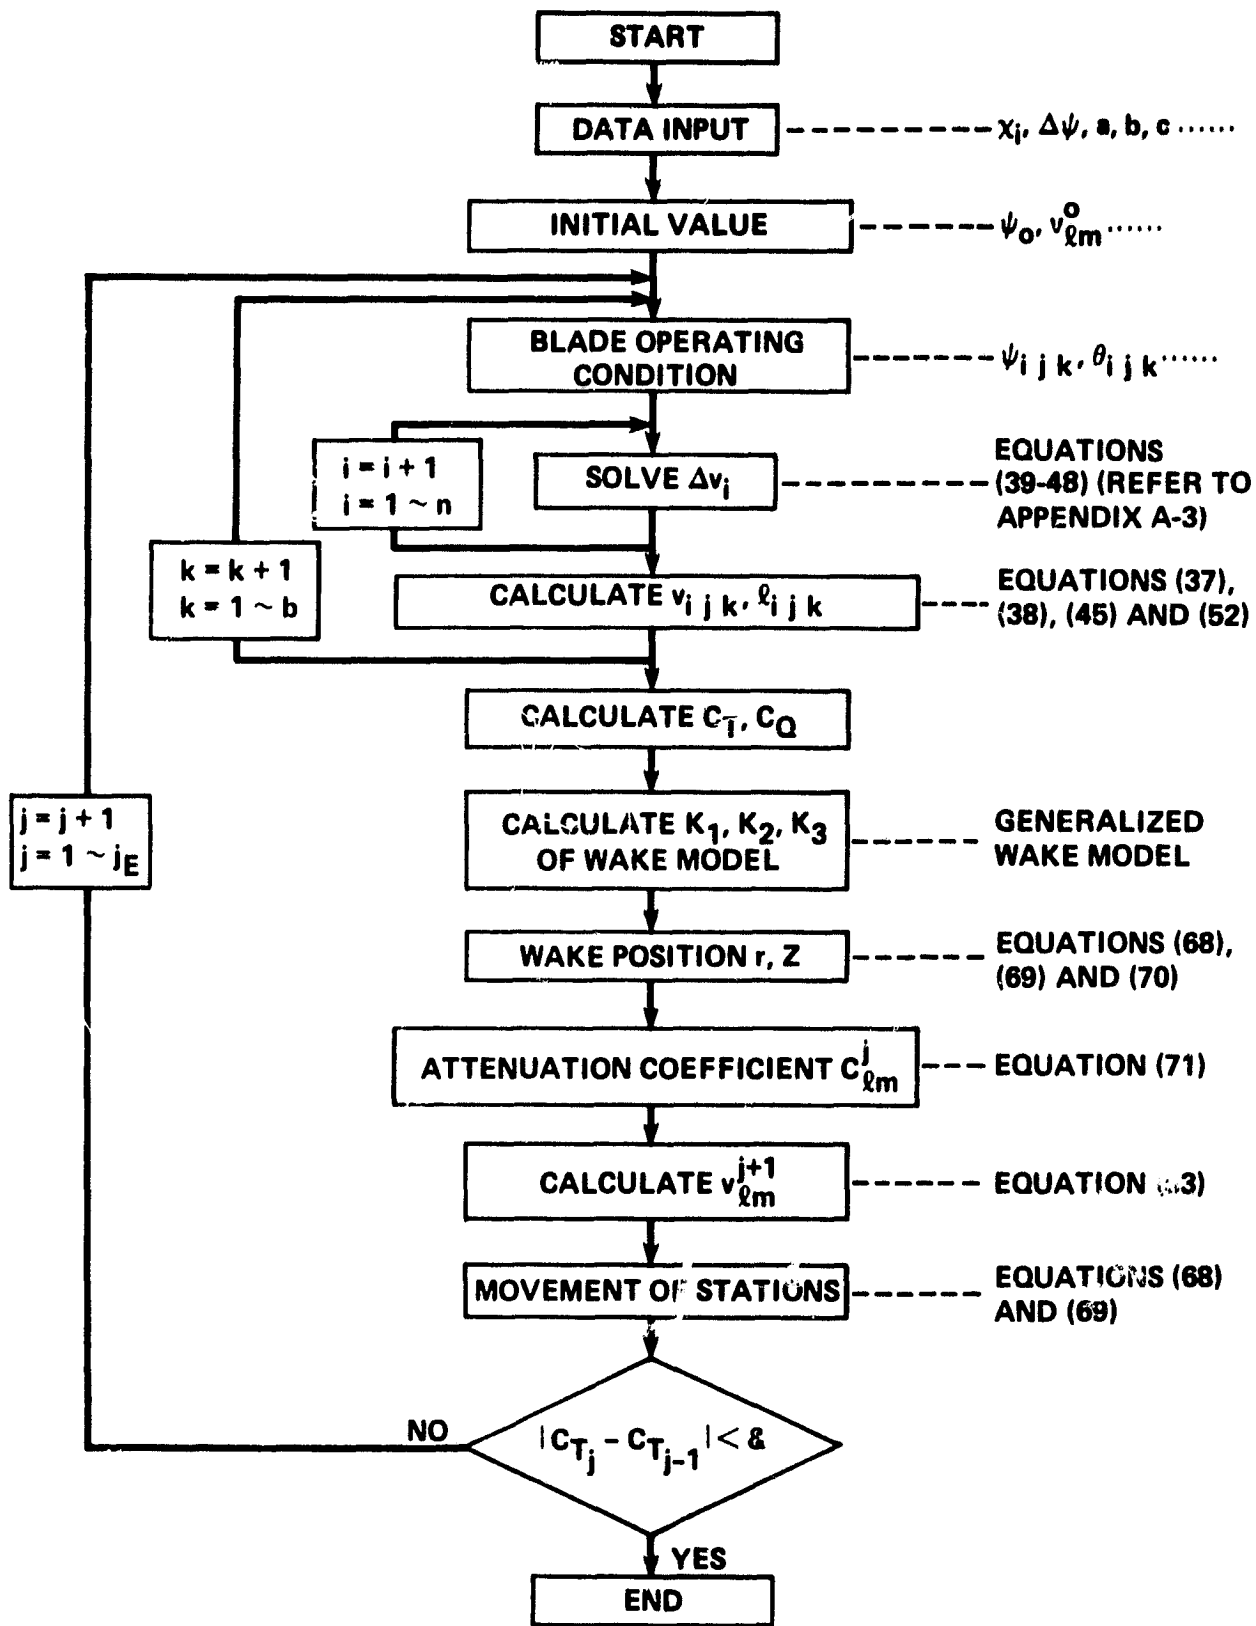 START
DATA INPUT
χi, Δψ, a, b, c ......
INITIAL VALUE
ψo, v°ℓm ......
BLADE OPERATING
CONDITION
ψi j k, θi j k ......
i = i + 1
i = 1 ~ n
SOLVE Δvi
EQUATIONS
(39-48) (REFER TO
APPENDIX A-3)
k = k + 1
k = 1 ~ b
CALCULATE vi j k, ℓi j k
EQUATIONS (37),
(38), (45) AND (52)
CALCULATE CT, CQ
j = j + 1
j = 1 ~ jE
CALCULATE K1, K2, K3
OF WAKE MODEL
GENERALIZED
WAKE MODEL
WAKE POSITION r, Z
EQUATIONS (68),
(69) AND (70)
ATTENUATION COEFFICIENT C^j_ℓm
EQUATION (71)
CALCULATE v^j+1_ℓm
EQUATION
MOVEMENT OF STATIONS
EQUATIONS (68)
AND (69)
NO
|CTj - CTj-1| < &
YES
END